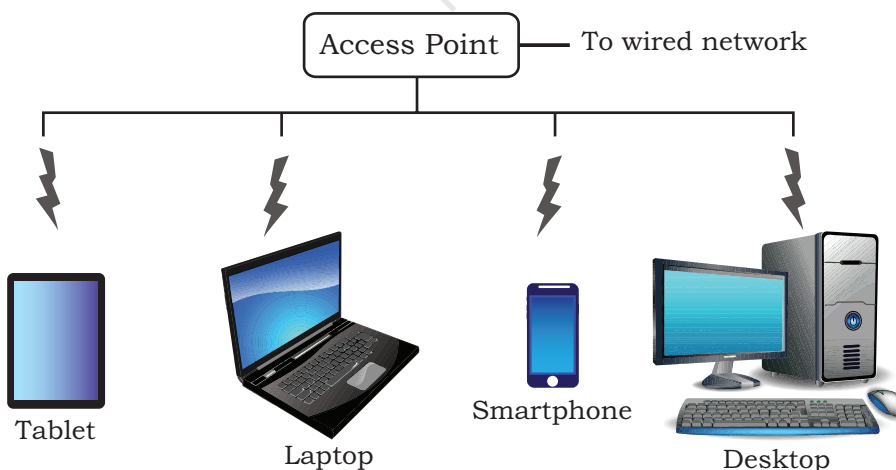 Access Point
To wired network
Tablet
Laptop
Smartphone
Desktop